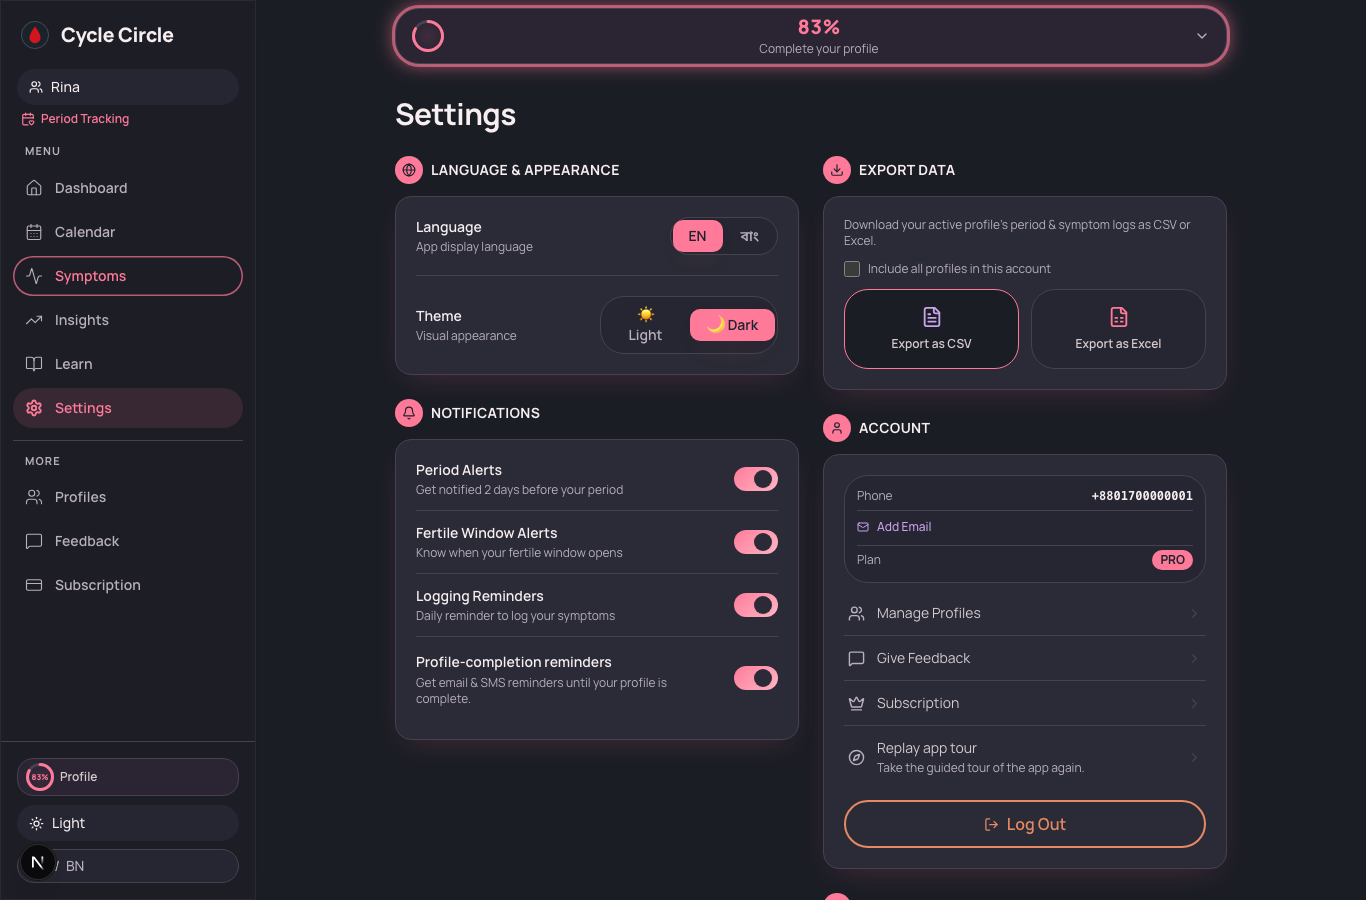 Cycle Circle
Rina
Period Tracking
MENU
Dashboard
Calendar
Symptoms
Insights
Learn
Settings
MORE
Profiles
Feedback
Subscription
83%
Profile
Light
N
/ BN
83%
Complete your profile
Settings
LANGUAGE & APPEARANCE
Language
App display language
EN
বাং
Theme
Visual appearance
Light
Dark
NOTIFICATIONS
Period Alerts
Get notified 2 days before your period
Fertile Window Alerts
Know when your fertile window opens
Logging Reminders
Daily reminder to log your symptoms
Profile-completion reminders
Get email & SMS reminders until your profile is
complete.
EXPORT DATA
Download your active profile's period & symptom logs as CSV or
Excel.
Include all profiles in this account
Export as CSV
Export as Excel
ACCOUNT
Phone
+8801700000001
Add Email
Plan
PRO
Manage Profiles
Give Feedback
Subscription
Replay app tour
Take the guided tour of the app again.
Log Out